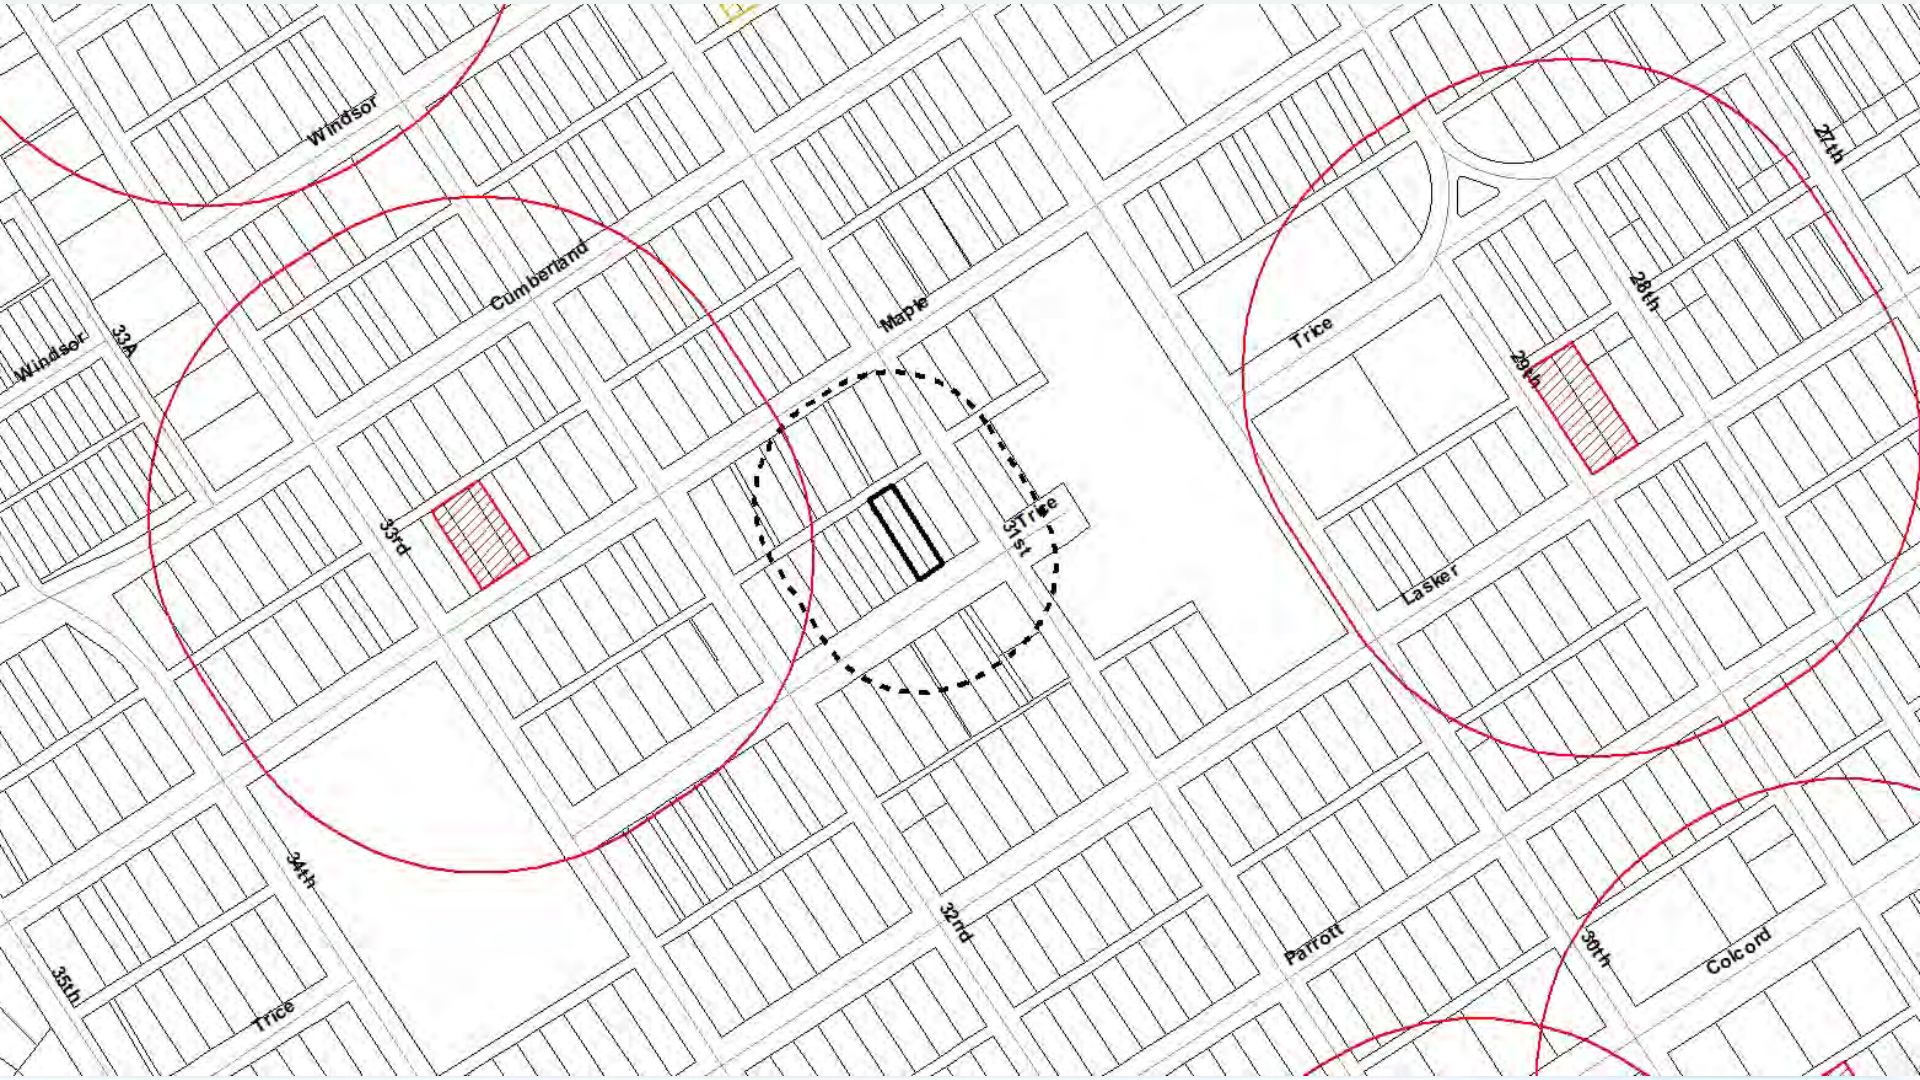 Windsor
27th
Cumberland
28th
Maple
Trice
33A
Windsor
29th
Trice
31st
33rd
Lasker
34th
32nd
Parrott
30th
Colcord
35th
Trice